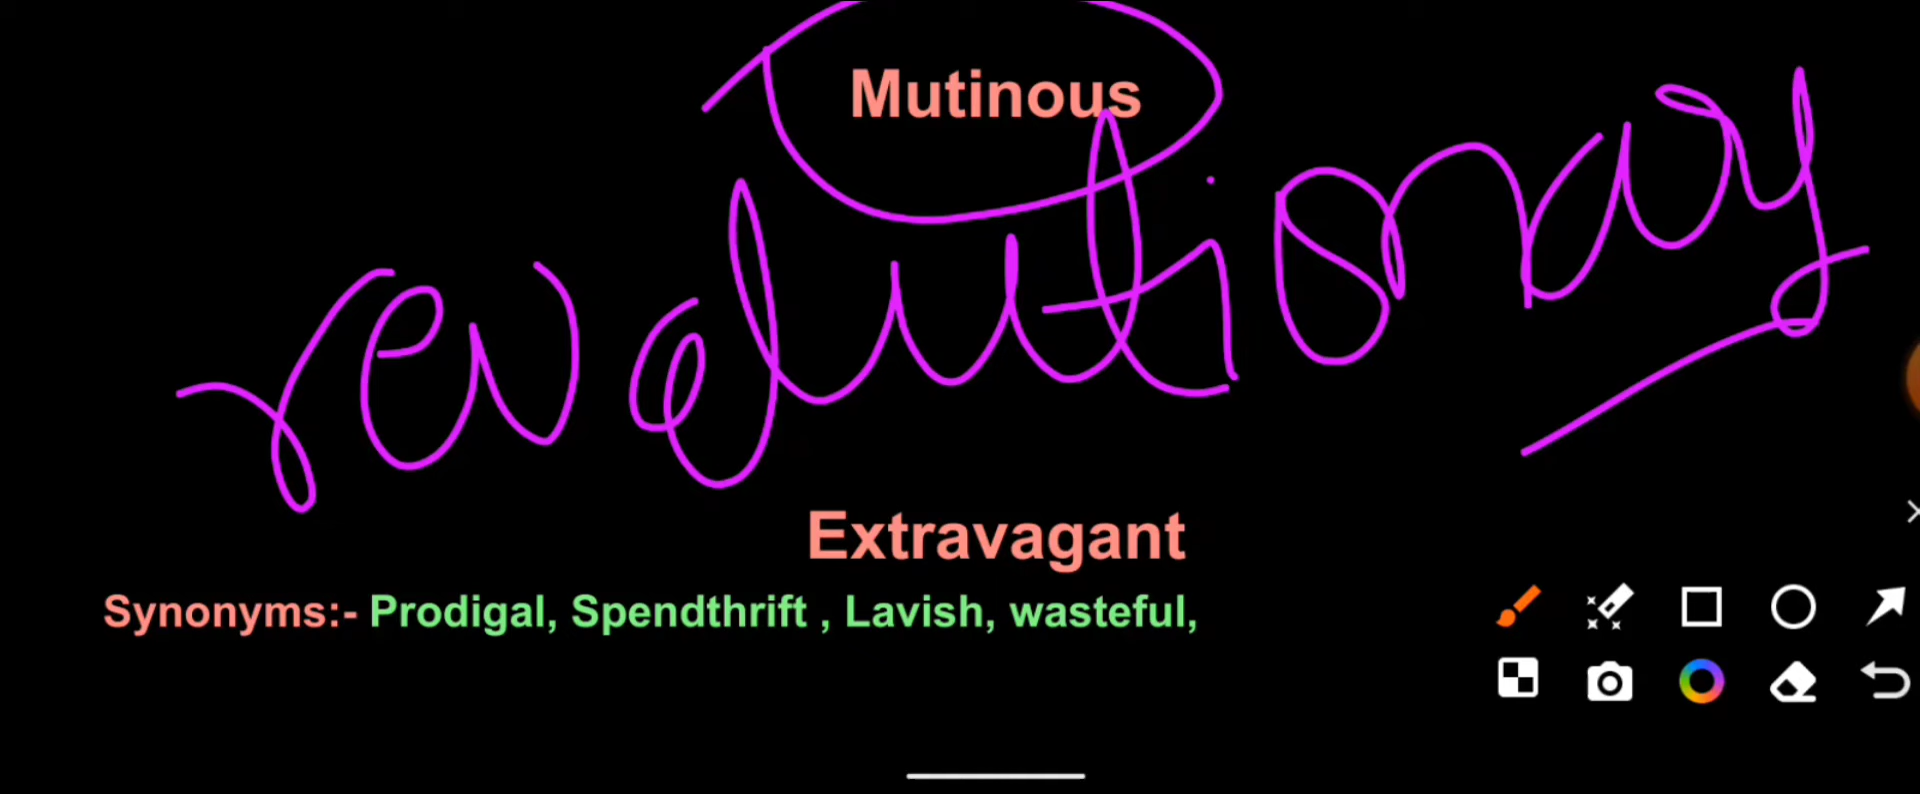 Mutinous
revolutionary
Extravagant
Synonyms:- Prodigal, Spendthrift , Lavish, wasteful,